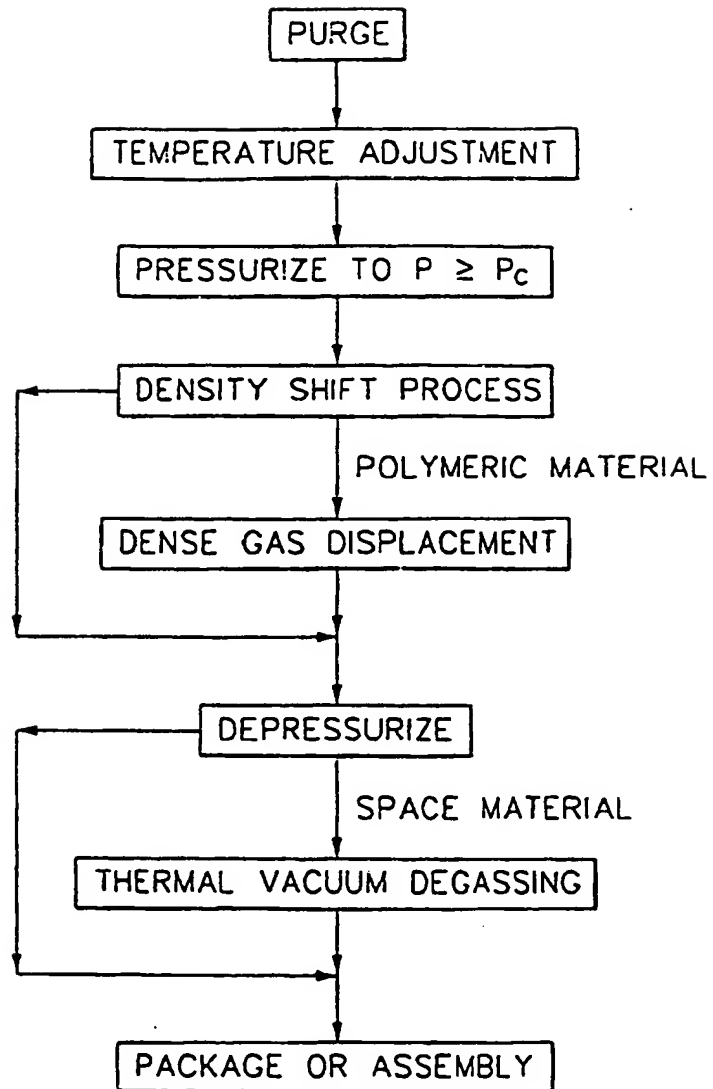 PURGE
TEMPERATURE ADJUSTMENT
PRESSURIZE TO P ≥ Pc
DENSITY SHIFT PROCESS
POLYMERIC MATERIAL
DENSE GAS DISPLACEMENT
DEPRESSURIZE
SPACE MATERIAL
THERMAL VACUUM DEGASSING
PACKAGE OR ASSEMBLY